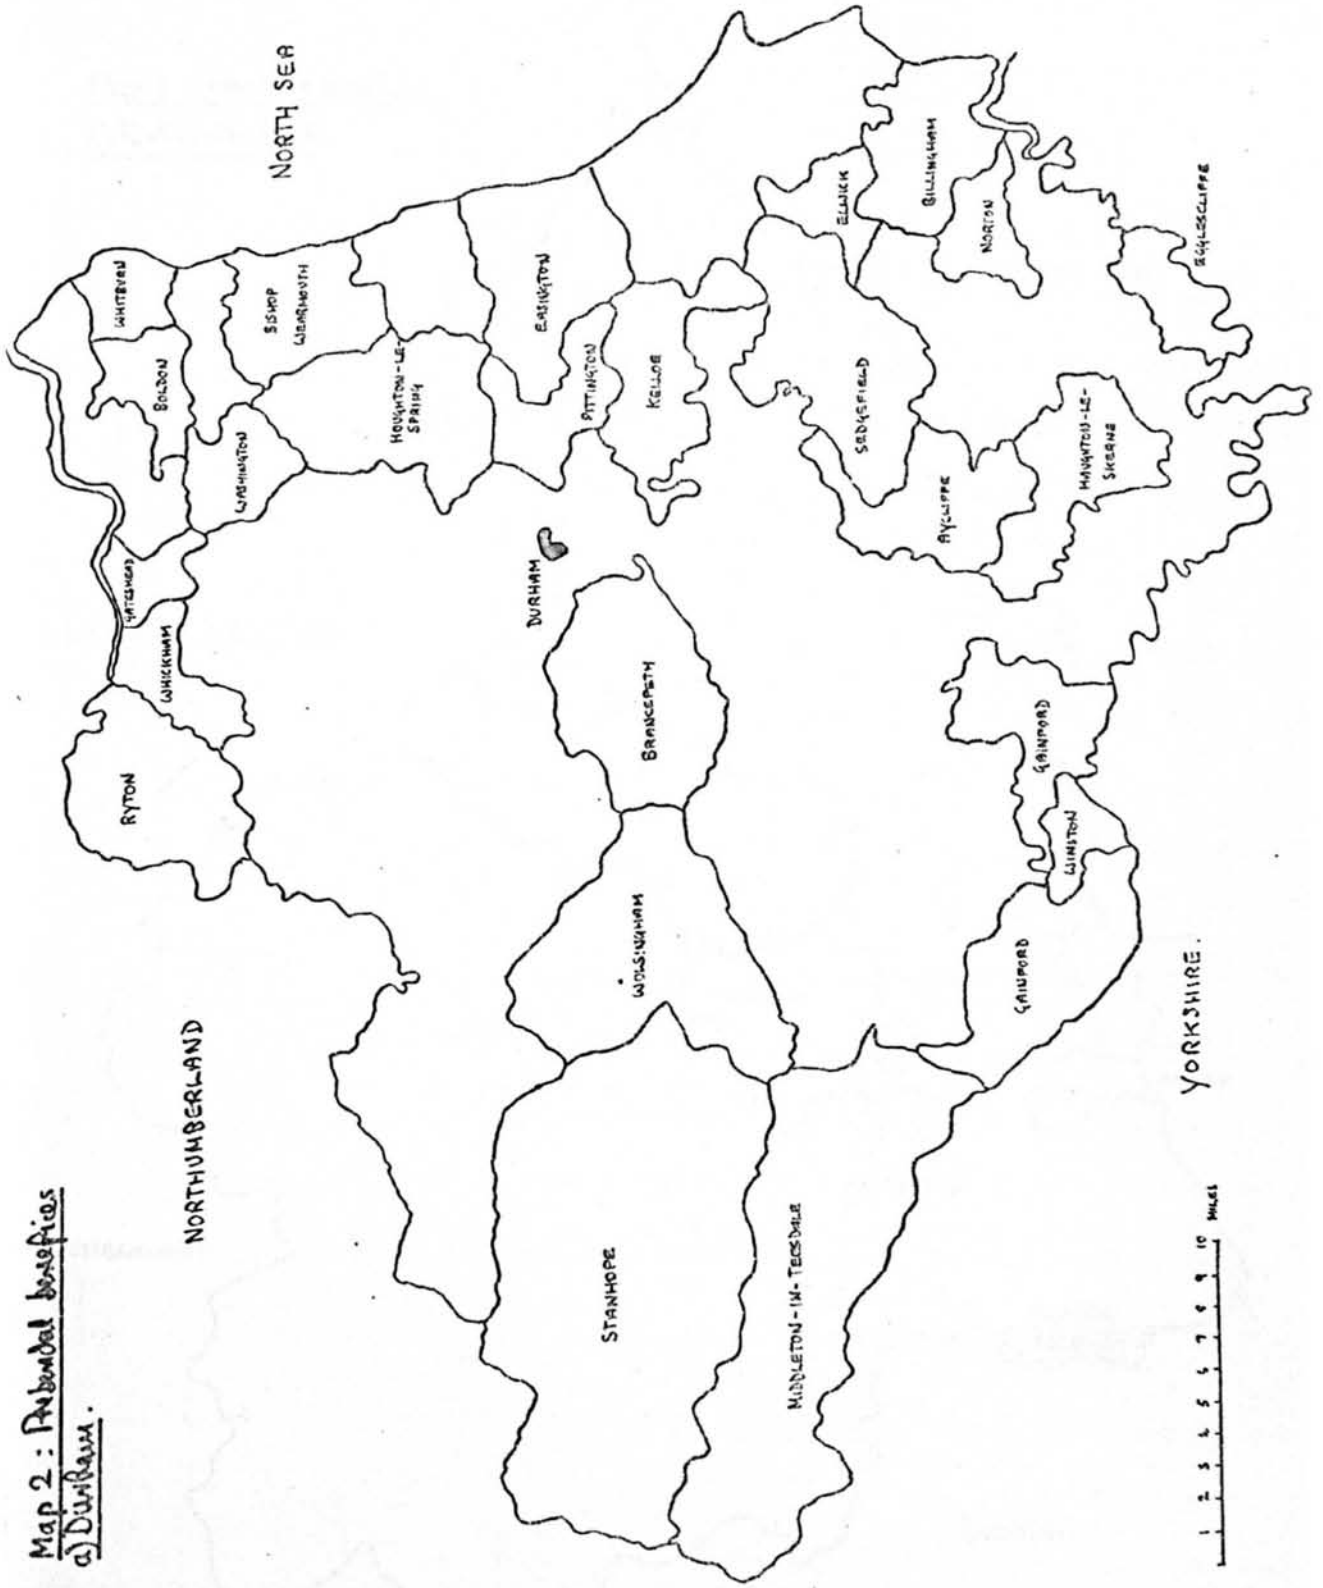 Map 2 : Prebendal benefices
a) Durham.
NORTHUMBERLAND
NORTH SEA
YORKSHIRE.
RYTON
WHICKHAM
GATESHEAD
BOLDON
WHITBURN
WASHINGTON
BISHOP
WEARMOUTH
HOUGHTON-LE-
SPRING
EASINGTON
PITTINGTON
KELLOE
DURHAM
BRANCEPETH
WOLSINGHAM
STANHOPE
MIDDLETON-IN-TEESDALE
GAINFORD
WINSTON
GAINFORD
AYCLIFFE
SEDGEFIELD
HAUGHTON-LE-
SKERNE
ELWICK
BILLINGHAM
NORTON
EGGLESCLIFFE
1 2 3 4 5 6 7 8 9 10
MILES